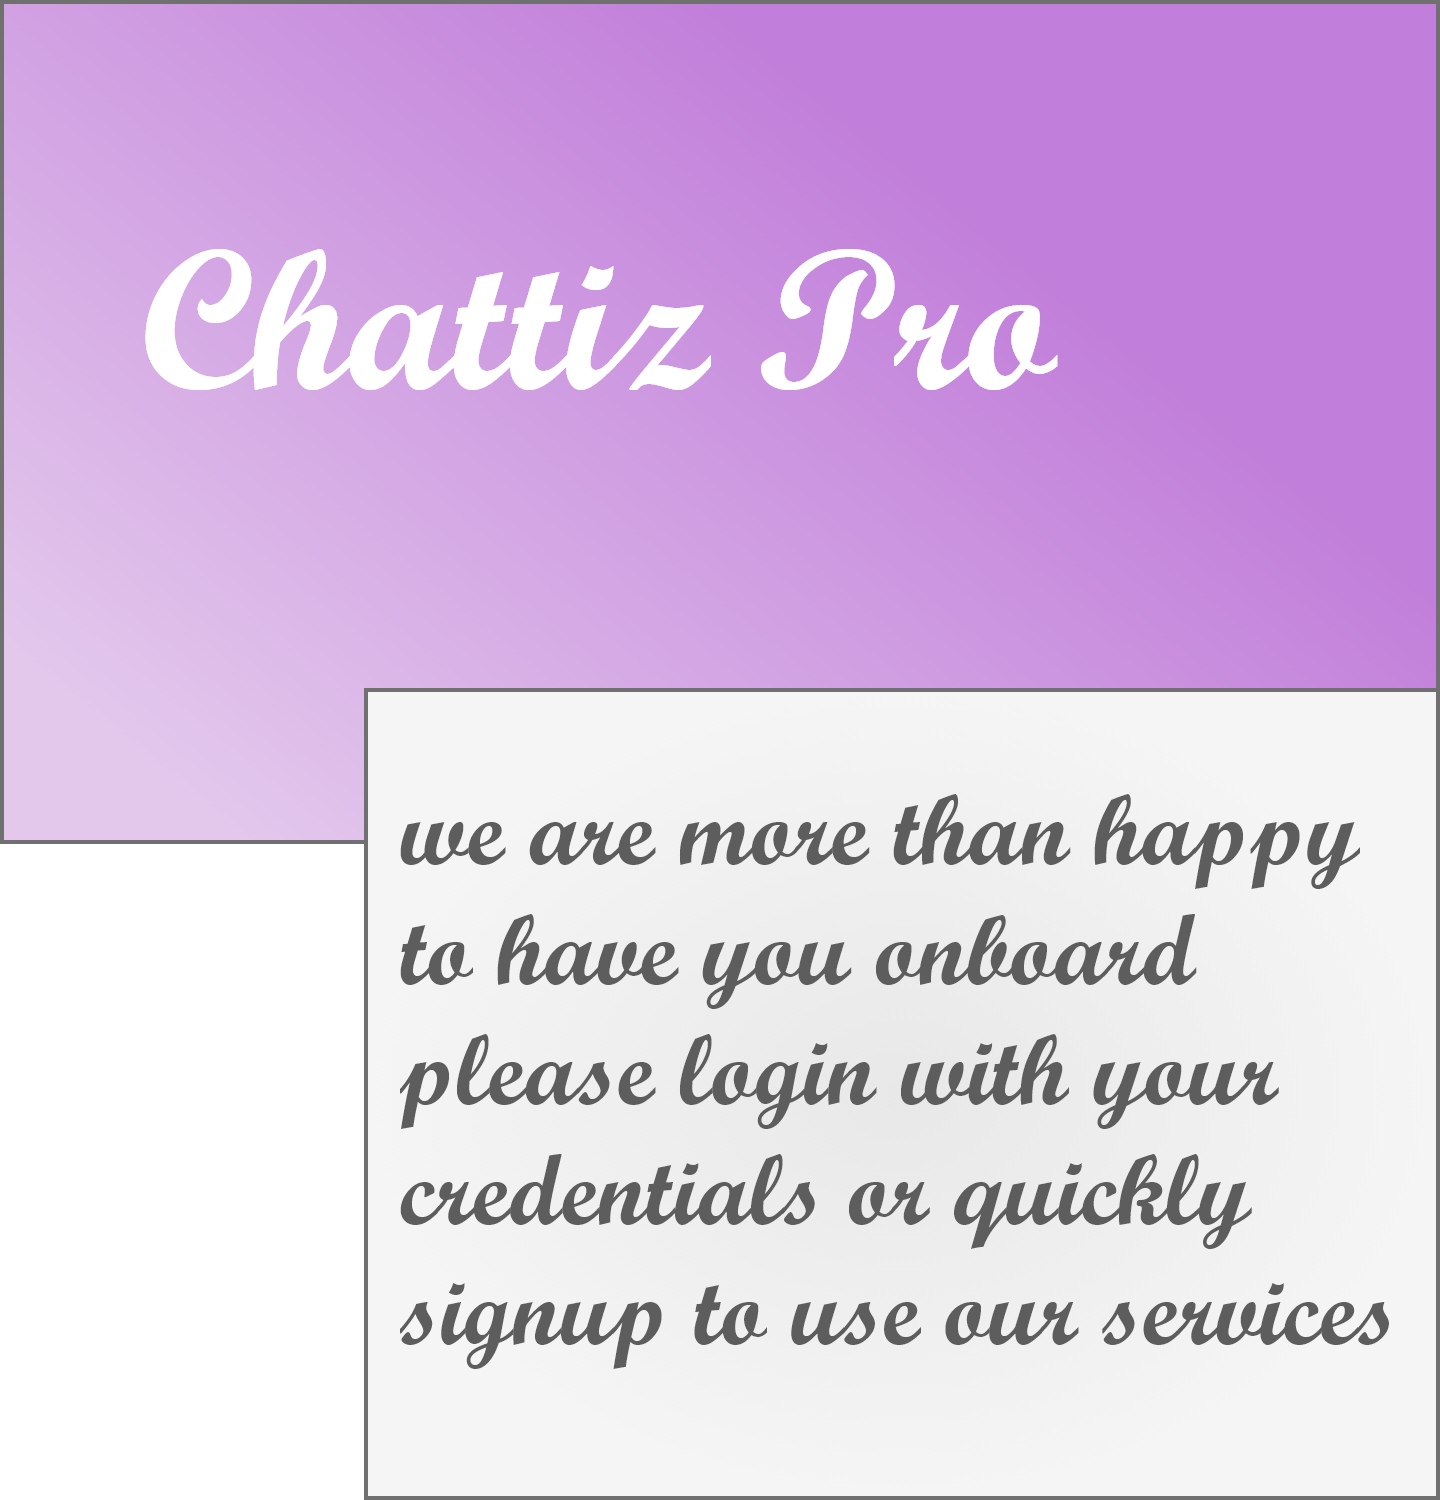 Chattiz Pro
we are more than happy
to have you onboard
please login with your
credentials or quickly
signup to use our services